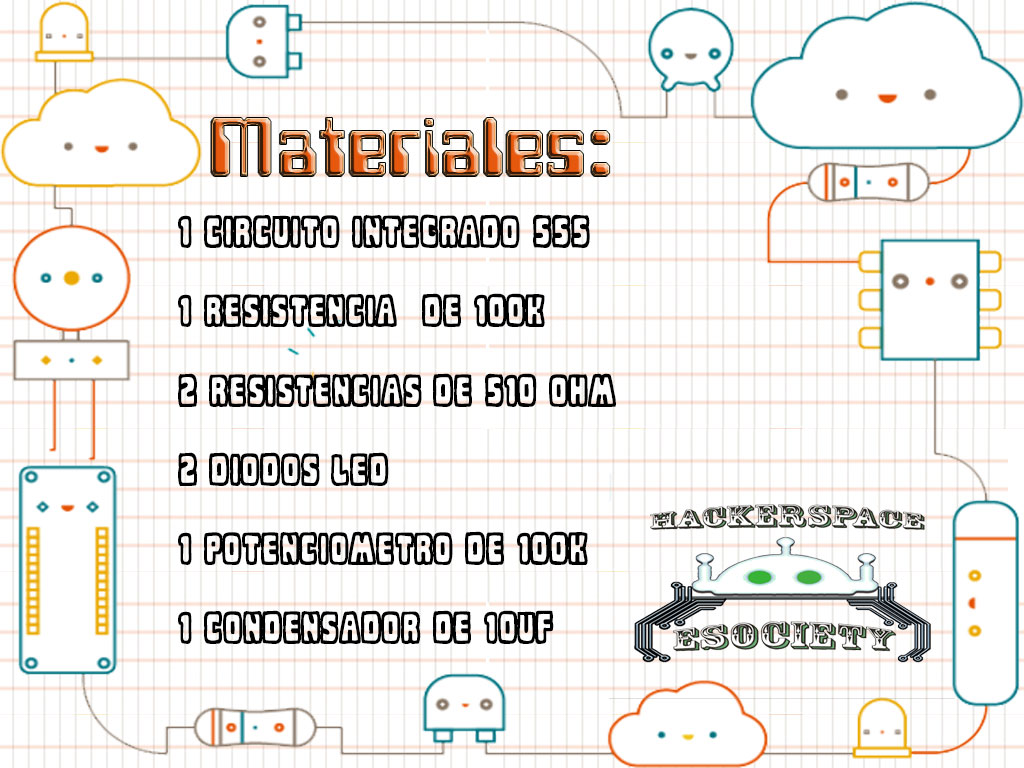 Materiales:
1 CIRCUITO INTEGRADO 555
1 RESISTENCIA DE 100K
2 RESISTENCIAS DE 510 OHM
2 DIODOS LED
1 POTENCIOMETRO DE 100K
1 CONDENSADOR DE 10UF
HACKERSPACE
ESOCIETY